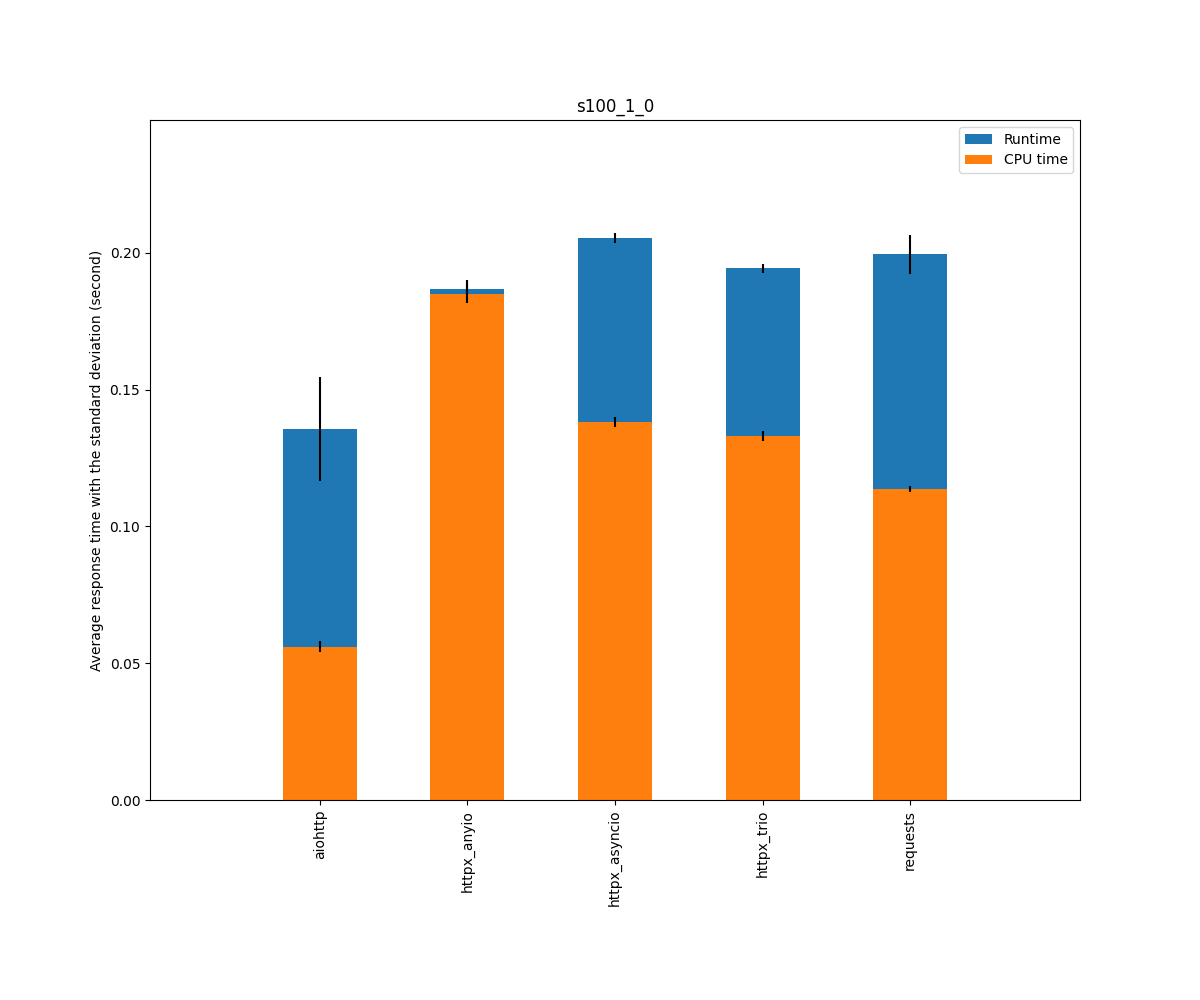 s100_1_0
Runtime
CPU time
Average response time with the standard deviation (second)
0.20
0.15
0.10
0.05
0.00
aiohttp
httpx_anyio
httpx_asyncio
httpx_trio
requests